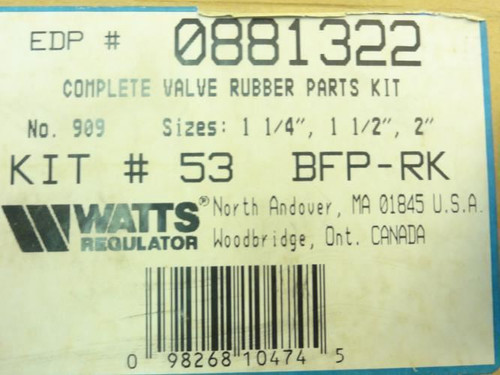 EDP # 0881322
COMPLETE VALVE RUBBER PARTS KIT
No. 909 Sizes: 1 1/4", 1 1/2", 2"
KIT # 53 BFP-RK
WATTS® North Andover, MA 01845 U.S.A.
REGULATOR Woodbridge, Ont. CANADA
0 98268 10474 5